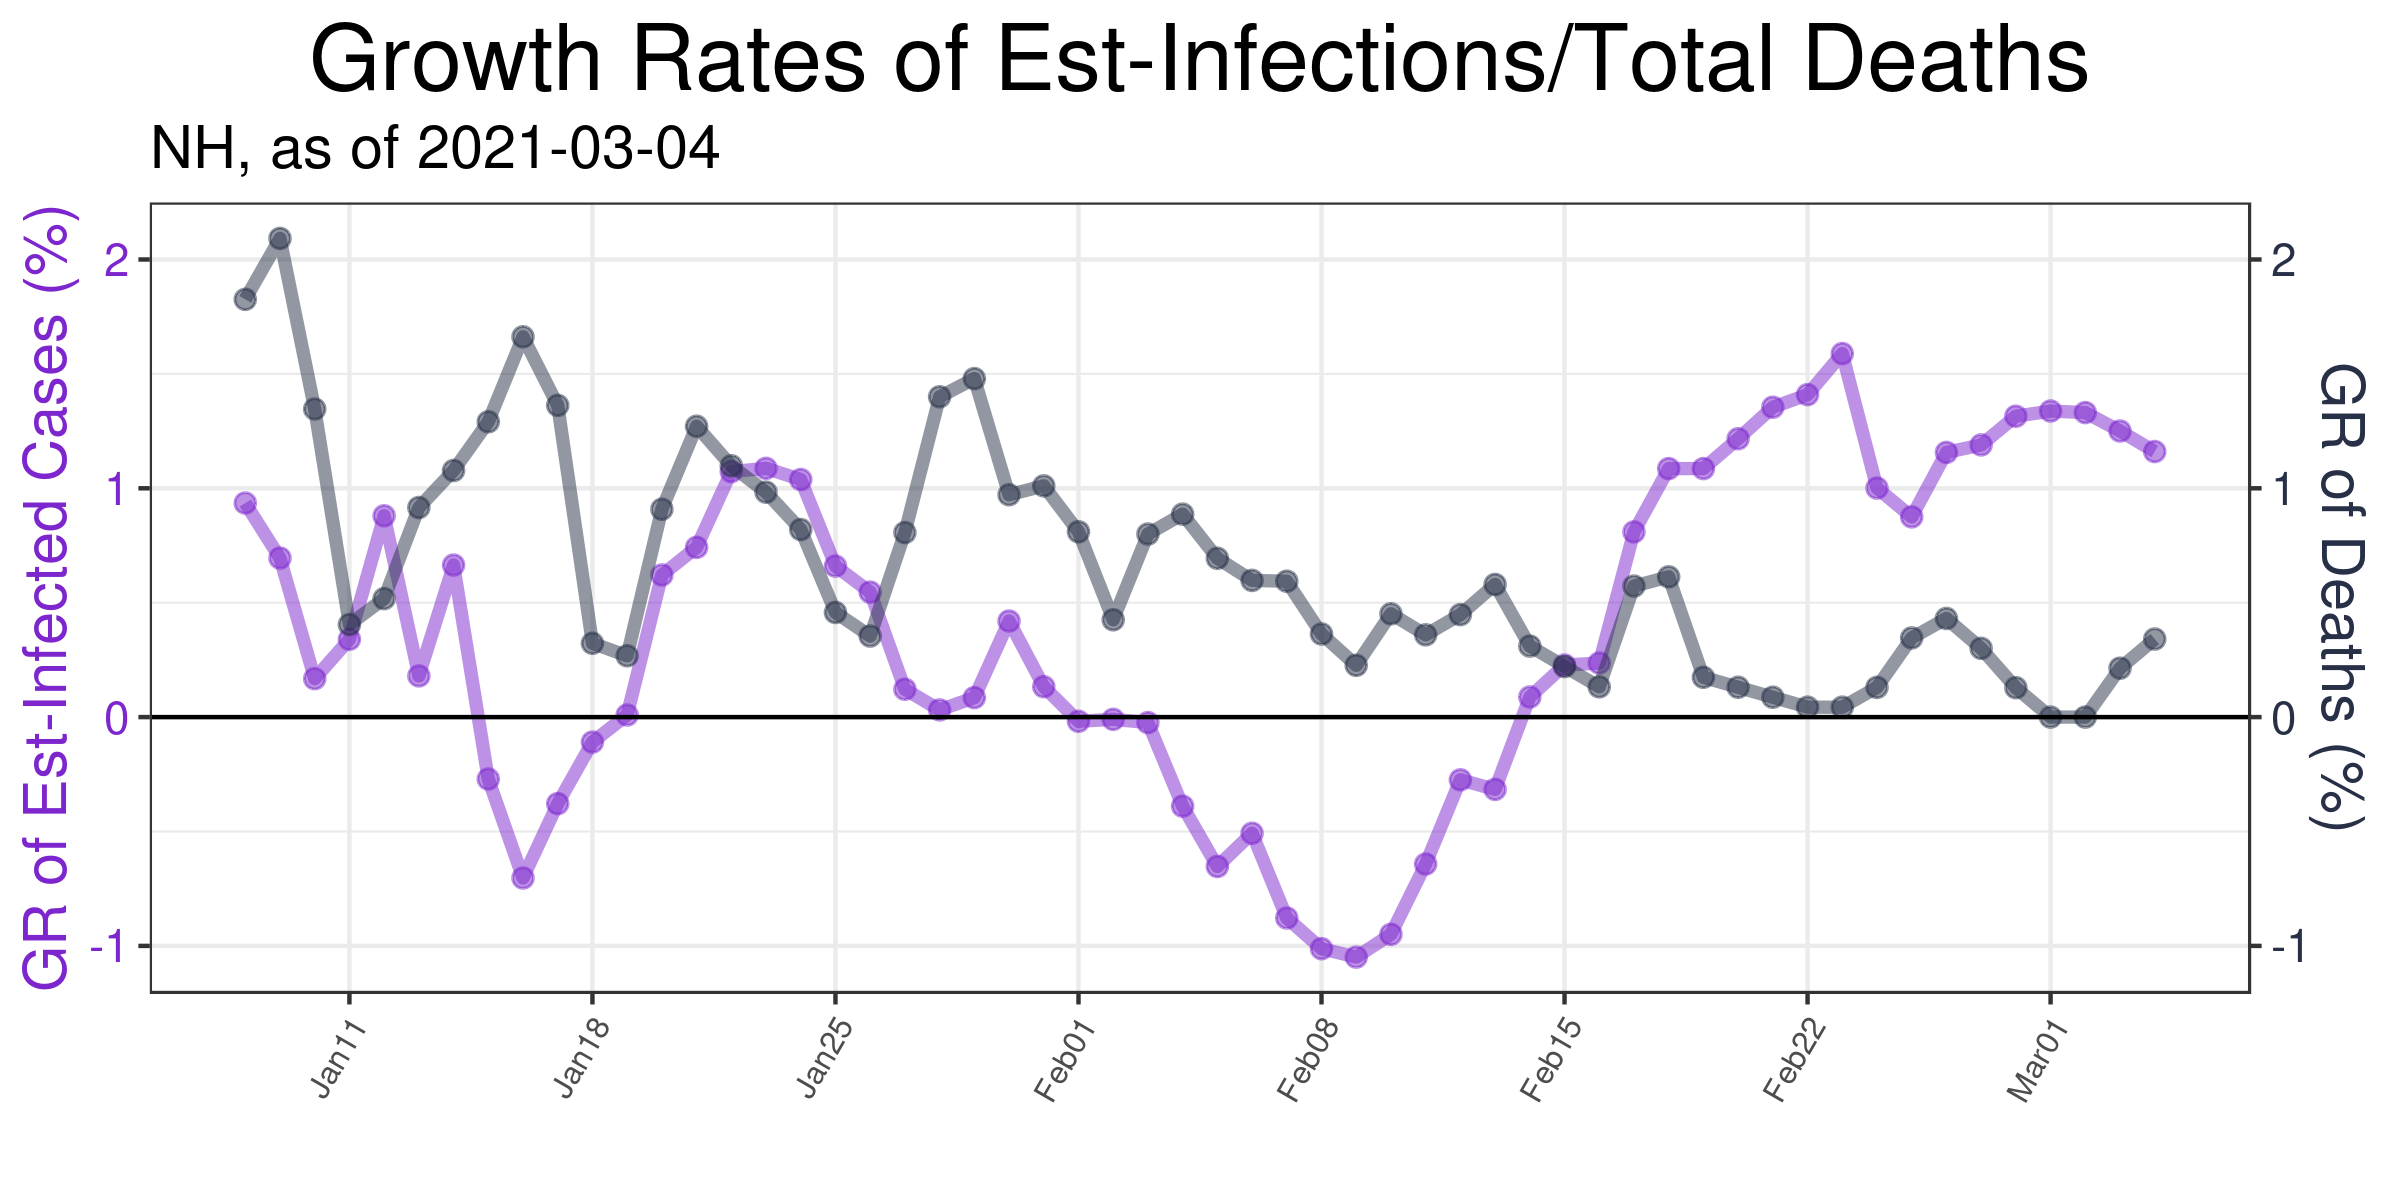 Growth Rates of Est-Infections/Total Deaths
NH, as of 2021-03-04
GR of Est-Infected Cases (%)
2
1
0
-1
2
1
0
-1
GR of Deaths (%)
Jan11
Jan18
Jan25
Feb01
Feb08
Feb15
Feb22
Mar01